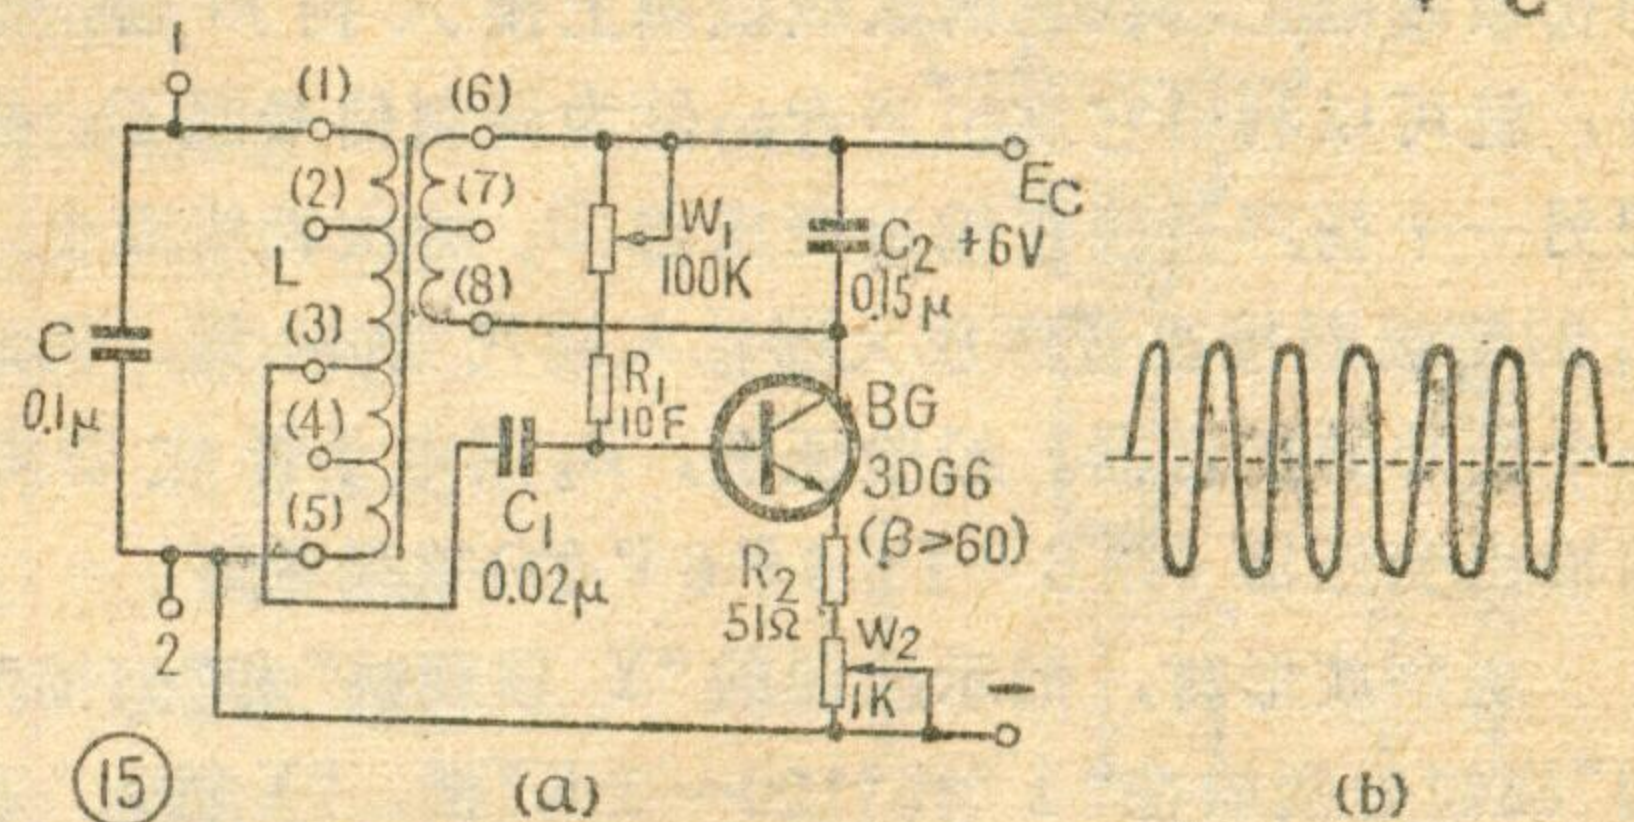 1
(1)
(6)
(2)
(7)
L
W₁
100K
EC
C₂ +6V
0.15μ
(8)
(3)
C
0.1μ
R₁
10F
(4)
BG
3DG6
(β>60)
(5)
C₁
0.02μ
R₂
51Ω
W₂
1K
2
−
⑮
(a)
(b)